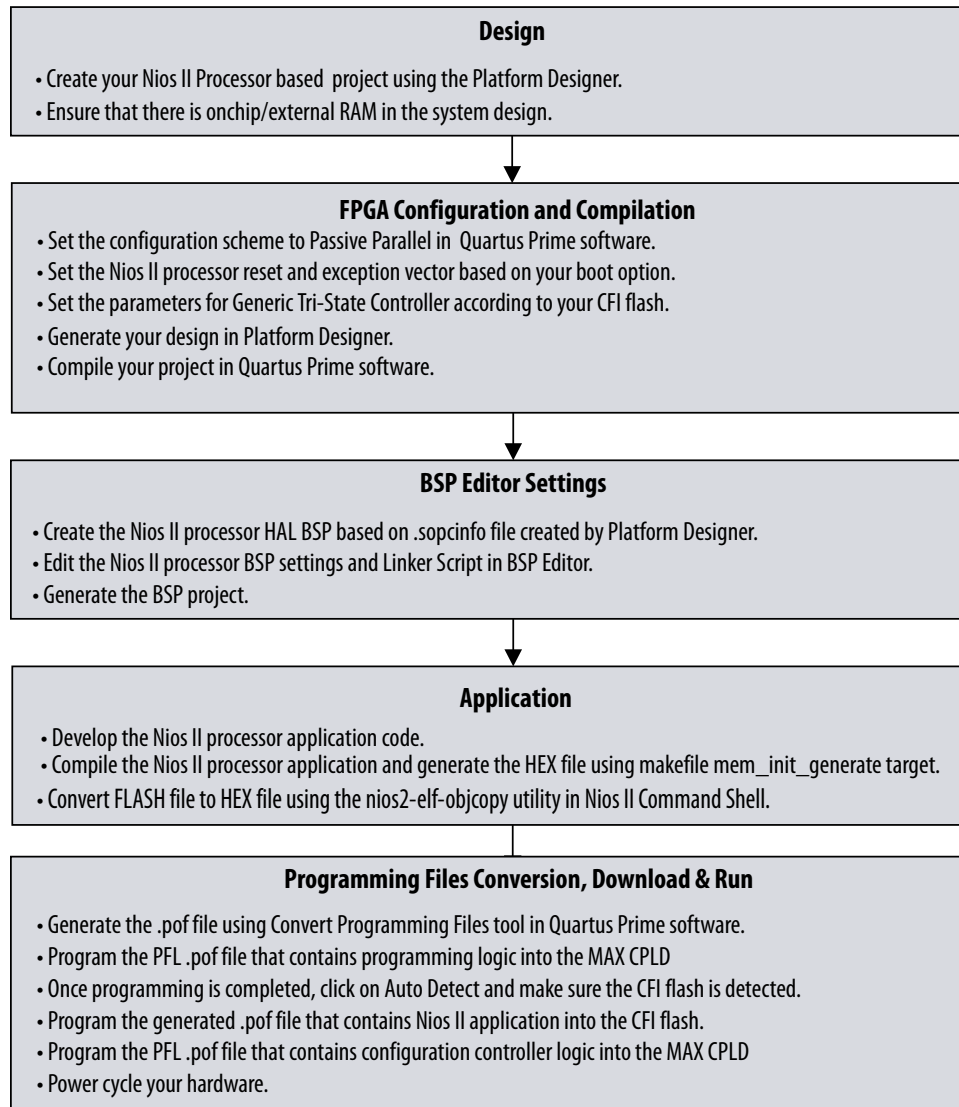 Design
• Create your Nios II Processor based project using the Platform Designer.
• Ensure that there is onchip/external RAM in the system design.
FPGA Configuration and Compilation
• Set the configuration scheme to Passive Parallel in Quartus Prime software.
• Set the Nios II processor reset and exception vector based on your boot option.
• Set the parameters for Generic Tri-State Controller according to your CFI flash.
• Generate your design in Platform Designer.
• Compile your project in Quartus Prime software.
BSP Editor Settings
• Create the Nios II processor HAL BSP based on .sopcinfo file created by Platform Designer.
• Edit the Nios II processor BSP settings and Linker Script in BSP Editor.
• Generate the BSP project.
Application
• Develop the Nios II processor application code.
• Compile the Nios II processor application and generate the HEX file using makefile mem_init_generate target.
• Convert FLASH file to HEX file using the nios2-elf-objcopy utility in Nios II Command Shell.
Programming Files Conversion, Download & Run
• Generate the .pof file using Convert Programming Files tool in Quartus Prime software.
• Program the PFL .pof file that contains programming logic into the MAX CPLD
• Once programming is completed, click on Auto Detect and make sure the CFI flash is detected.
• Program the generated .pof file that contains Nios II application into the CFI flash.
• Program the PFL .pof file that contains configuration controller logic into the MAX CPLD
• Power cycle your hardware.